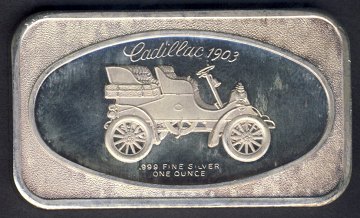 Cadillac 1903
.999 FINE SILVER
ONE OUNCE